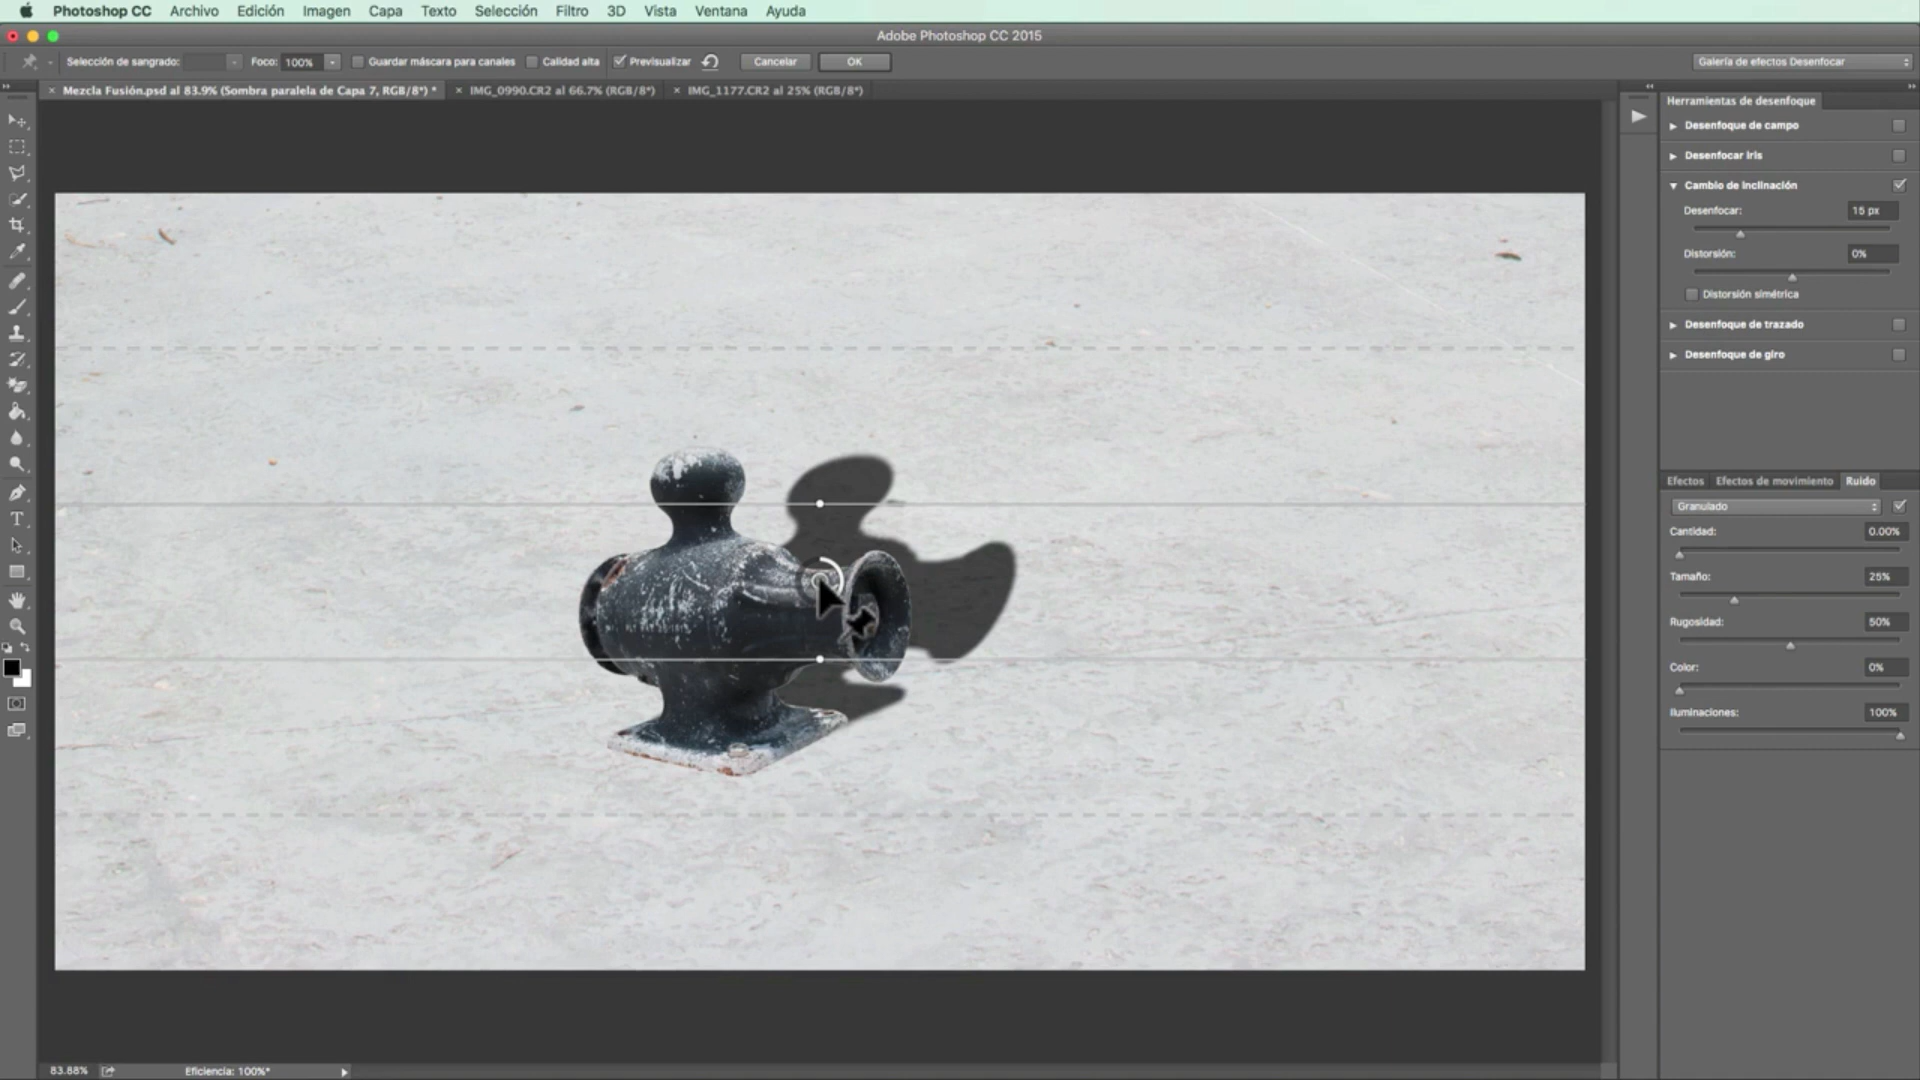 Photoshop CC Archivo Edición Imagen Capa Texto Selección Filtro 3D Vista Ventana Ayuda
Adobe Photoshop CC 2015
Selección de sangrado: Foco: 100% Guardar máscara para canales Calidad alta Previsualizar Cancelar OK Galería de efectos Desenfocar
Mezcla Fusión.psd al 83.9% (Sombra paralela de Capa 7, RGB/8*) * IMG_0990.CR2 al 66.7% (RGB/8*) IMG_1177.CR2 al 25% (RGB/8*)
Herramientas de desenfoque
Desenfoque de campo
Desenfocar Iris
Cambio de inclinación
Desenfocar: 15 px
Distorsión: 0%
Distorsión simétrica
Desenfoque de trazado
Desenfoque de giro
Efectos Efectos de movimiento Ruido
Granulado
Cantidad: 0.00%
Tamaño: 25%
Rugosidad: 50%
Color: 0%
Iluminaciones: 100%
83.88% Eficiencia: 100%*